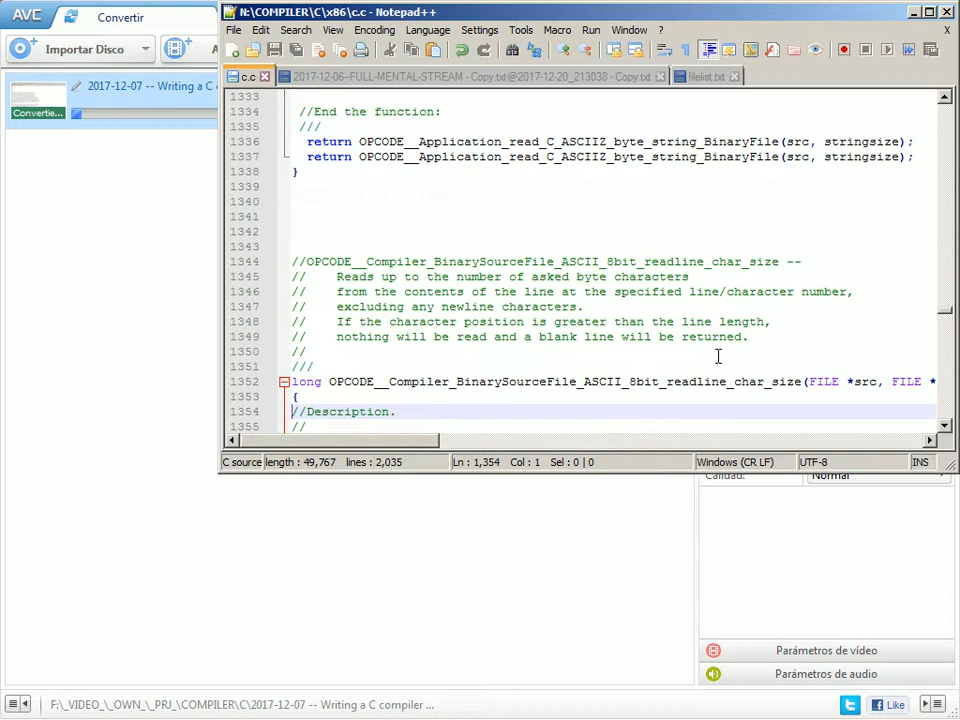 AVC
Convertir
Importar Disco
2017-12-07 -- Writing a C
Convertie...
N:\COMPILER\C\x86\c.c - Notepad++
File Edit Search View Encoding Language Settings Tools Macro Run Window ? X
c.c 2017-12-06--FULL-MENTAL-STREAM - Copy.txt@2017-12-20_213038 - Copy.txt filelist.txt
1333
1334 //End the function:
1335 ///
1336 return OPCODE__Application_read_C_ASCIIZ_byte_string_BinaryFile(src, stringsize);
1337 return OPCODE__Application_read_C_ASCIIZ_byte_string_BinaryFile(src, stringsize);
1338 }
1339
1340
1341
1342
1343
1344 //OPCODE__Compiler_BinarySourceFile_ASCII_8bit_readline_char_size --
1345 // Reads up to the number of asked byte characters
1346 // from the contents of the line at the specified line/character number,
1347 // excluding any newline characters.
1348 // If the character position is greater than the line length,
1349 // nothing will be read and a blank line will be returned.
1350 //
1351 ///
1352 long OPCODE__Compiler_BinarySourceFile_ASCII_8bit_readline_char_size(FILE *src, FILE *
1353 {
1354 //Description.
1355 //
C source length : 49,767 lines : 2,035 Ln : 1,354 Col : 1 Sel : 0 | 0 Windows (CR LF) UTF-8 INS
Calidad: Normal
Parámetros de vídeo
Parámetros de audio
F:\_VIDEO_\_OWN_\_PRJ_\COMPILER\C\2017-12-07 -- Writing a C compiler ...
Like